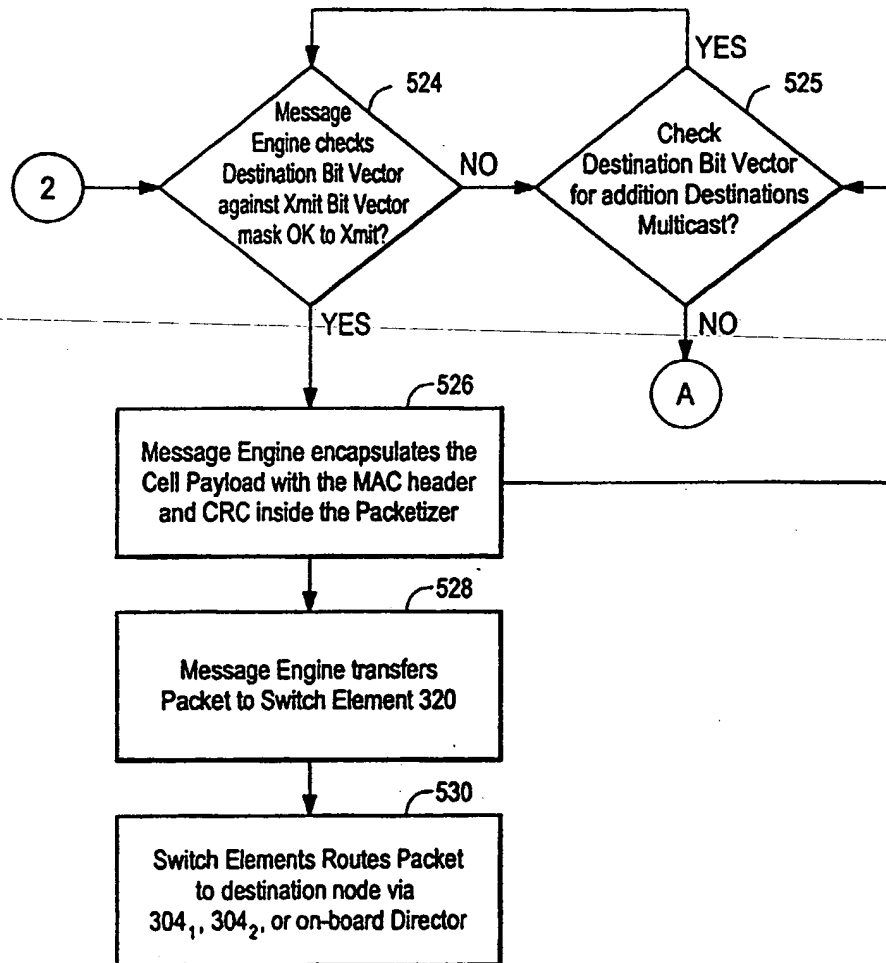 YES
524
525
Message
Engine checks
Destination Bit Vector
against Xmit Bit Vector
mask OK to Xmit?
NO
Check
Destination Bit Vector
for addition Destinations
Multicast?
2
YES
NO
A
526
Message Engine encapsulates the
Cell Payload with the MAC header
and CRC inside the Packetizer
528
Message Engine transfers
Packet to Switch Element 320
530
Switch Elements Routes Packet
to destination node via
304₁, 304₂, or on-board Director